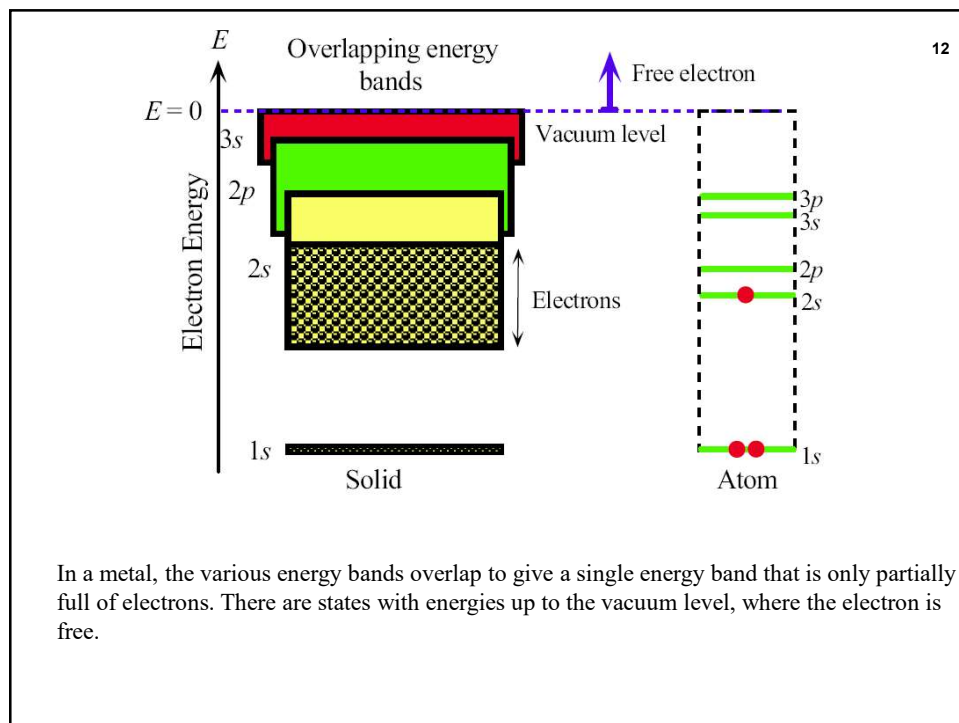 12
E
Overlapping energy
bands
Free electron
E = 0
Vacuum level
3s
2p
2s
1s
Electron Energy
Electrons
Solid
3p
3s
2p
2s
1s
Atom
In a metal, the various energy bands overlap to give a single energy band that is only partially
full of electrons. There are states with energies up to the vacuum level, where the electron is
free.